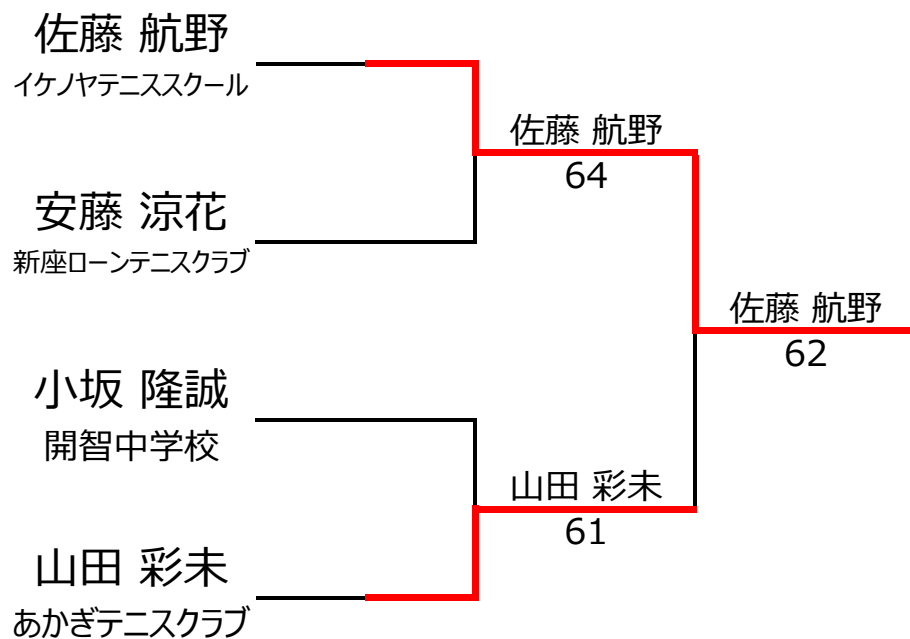 佐藤 航野
イケノヤテニススクール
佐藤 航野
64
安藤 涼花
新座ローンテニスクラブ
佐藤 航野
62
小坂 隆誠
開智中学校
山田 彩未
61
山田 彩未
あかぎテニスクラブ